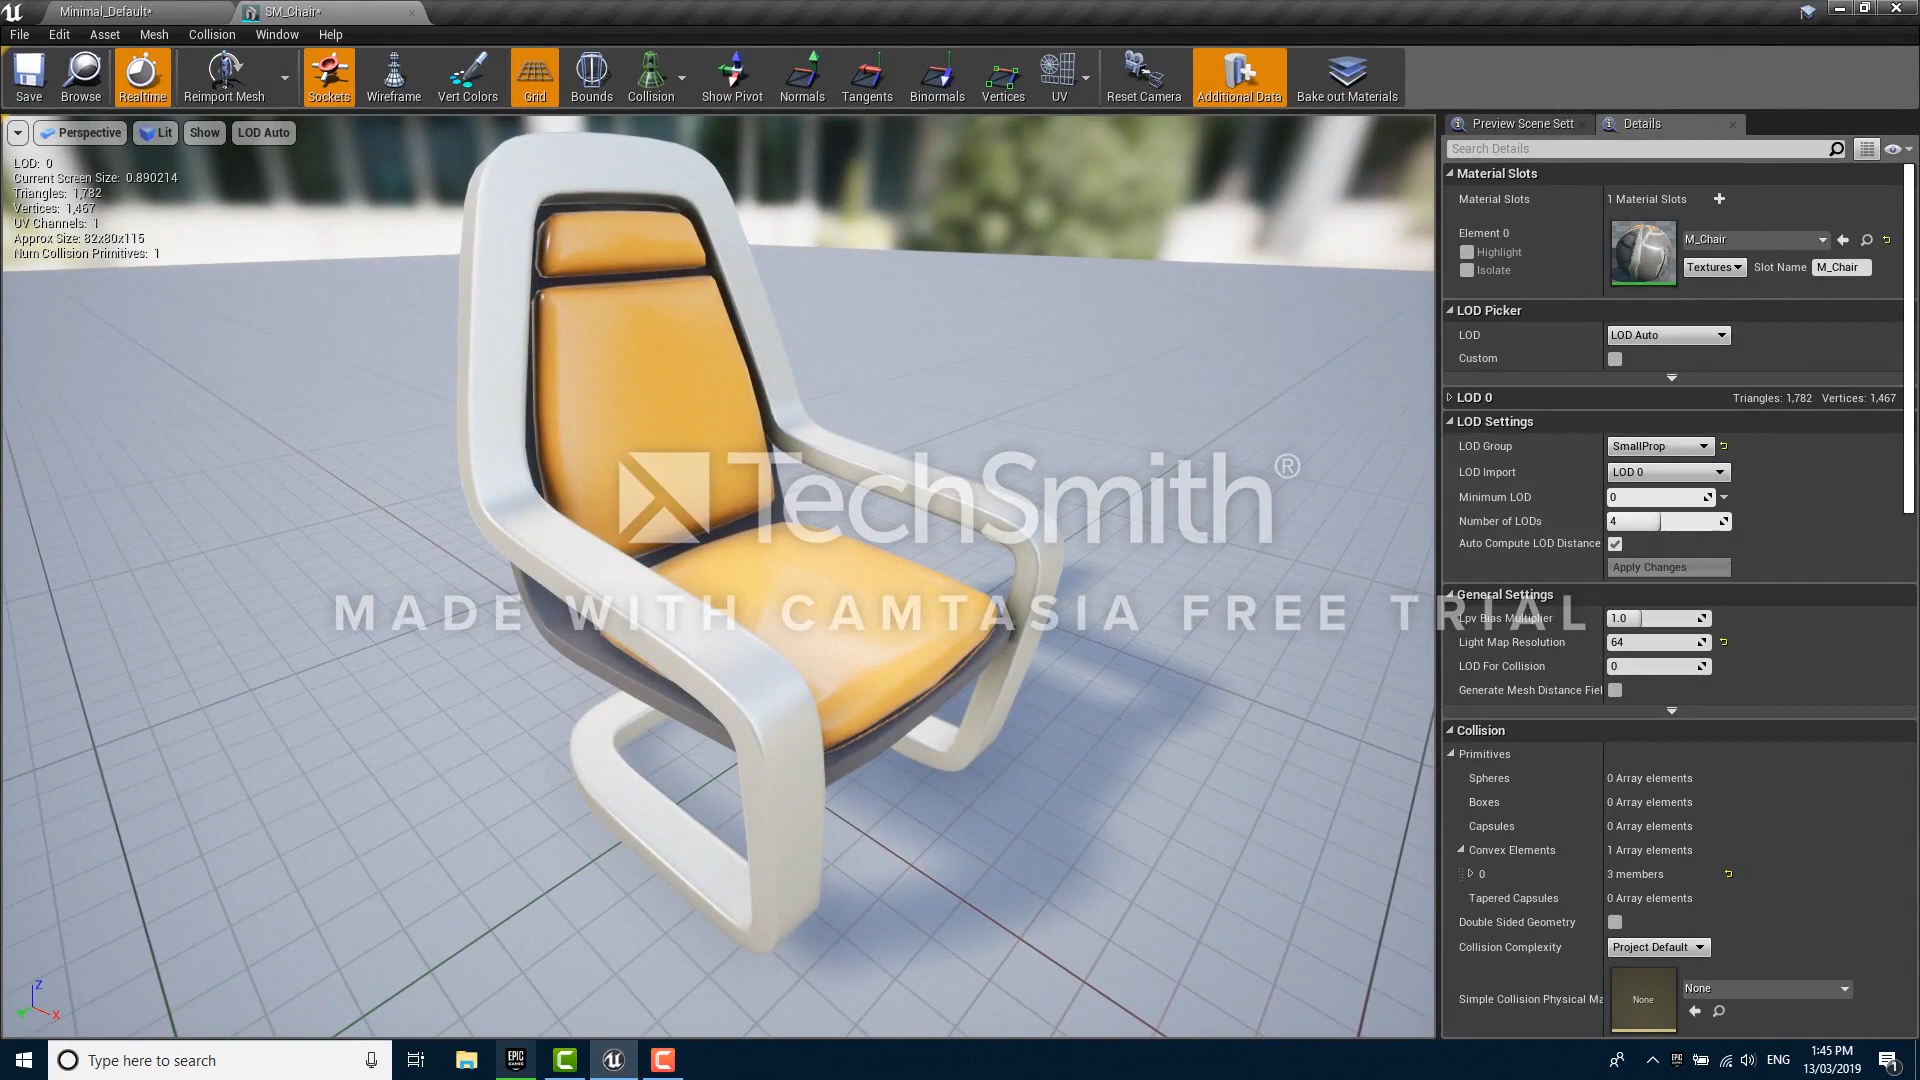 Minimal_Default* SM_Chair*
File Edit Asset Mesh Collision Window Help
Save Browse Realtime Reimport Mesh Sockets Wireframe Vert Colors Grid Bounds Collision Show Pivot Normals Tangents Binormals Vertices UV Reset Camera Additional Data Bake out Materials
Perspective Lit Show LOD Auto
LOD: 0
Current Screen Size: 0.890214
Triangles: 1,782
Vertices: 1,467
UV Channels: 1
Approx Size: 82x80x115
Num Collision Primitives: 1
TechSmith®
MADE WITH CAMTASIA FREE TRIAL
Z
X
Preview Scene Sett Details
Search Details
Material Slots
Material Slots 1 Material Slots
Element 0
Highlight
Isolate
M_Chair
Textures Slot Name M_Chair
LOD Picker
LOD LOD Auto
Custom
LOD 0 Triangles: 1,782 Vertices: 1,467
LOD Settings
LOD Group SmallProp
LOD Import LOD 0
Minimum LOD 0
Number of LODs 4
Auto Compute LOD Distance
Apply Changes
General Settings
Lpv Bias Multiplier 1.0
Light Map Resolution 64
LOD For Collision 0
Generate Mesh Distance Fiel
Collision
Primitives
Spheres 0 Array elements
Boxes 0 Array elements
Capsules 0 Array elements
Convex Elements 1 Array elements
0 3 members
Tapered Capsules 0 Array elements
Double Sided Geometry
Collision Complexity Project Default
Simple Collision Physical Ma None None
Type here to search
EPIC GAMES
ENG
1:45 PM
13/03/2019
1